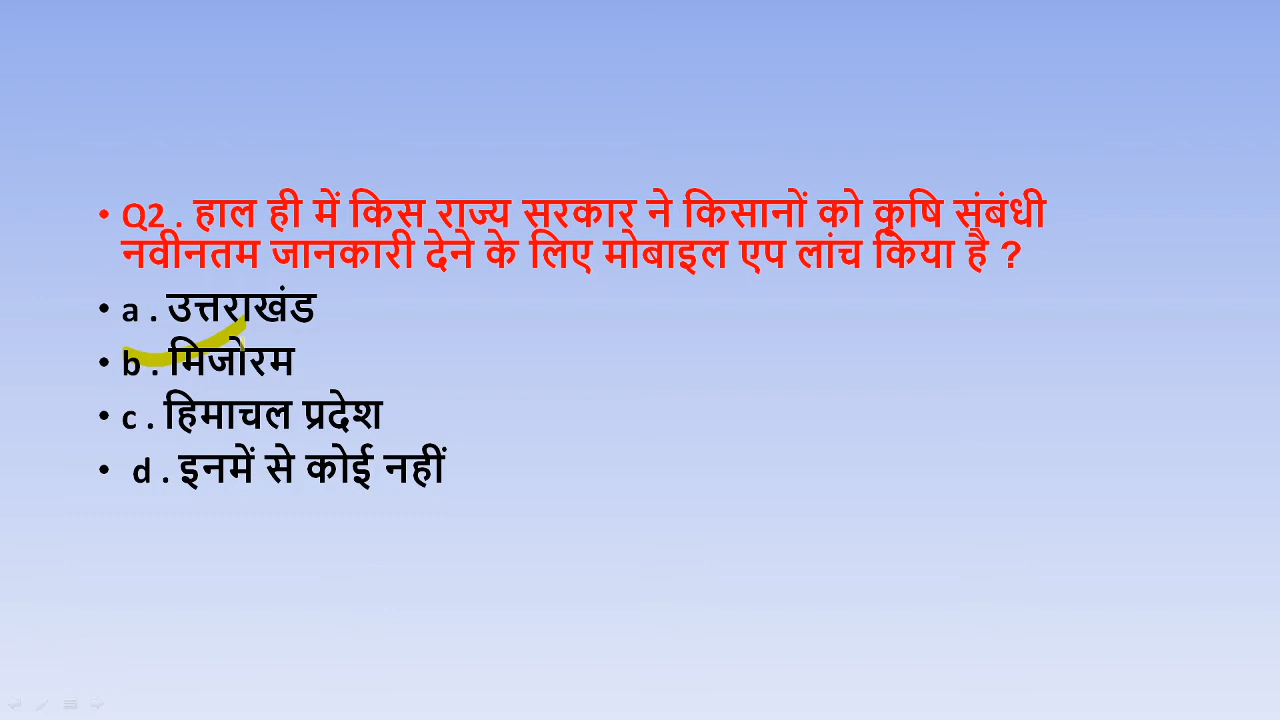 • Q2 . हाल ही में किस राज्य सरकार ने किसानों को कृषि संबंधी
नवीनतम जानकारी देने के लिए मोबाइल एप लांच किया है ?
• a . उत्तराखंड
• b . मिजोरम
• c . हिमाचल प्रदेश
• d . इनमें से कोई नहीं